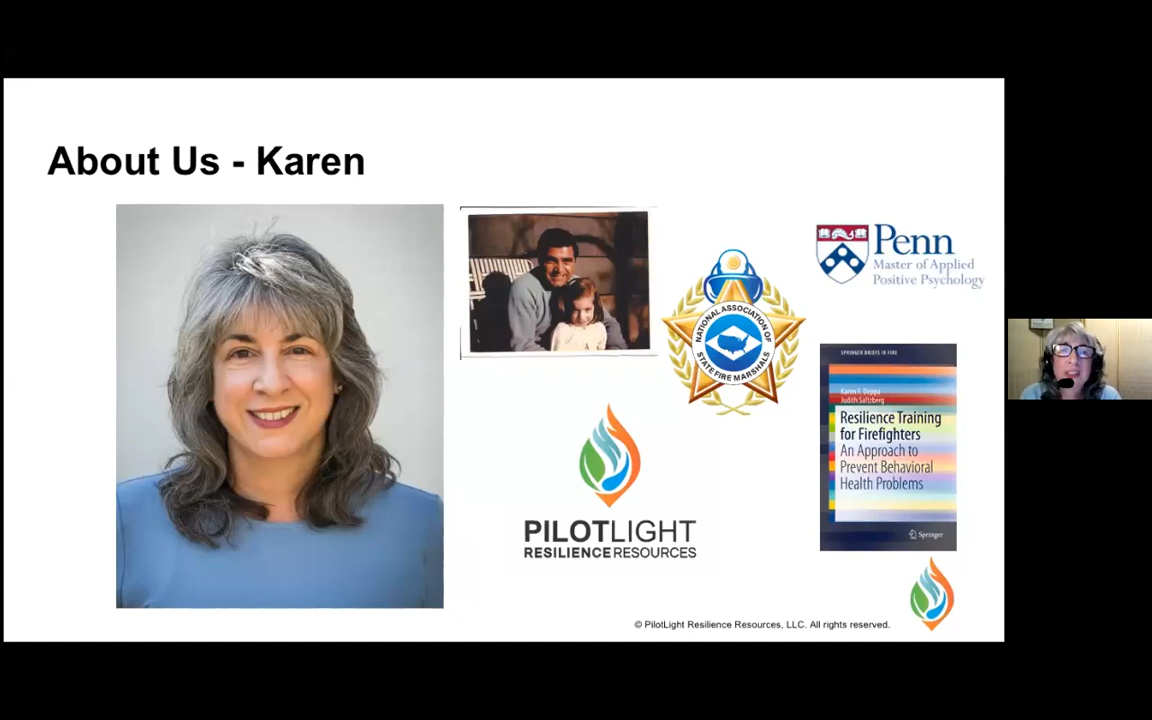 About Us - Karen
NATIONAL ASSOCIATION OF
STATE FIRE MARSHALS
Penn
Master of Applied
Positive Psychology
SPRINGER BRIEFS IN FIRE
Karen F. Deppa
Judith Saltzberg
Resilience Training
for Firefighters
An Approach to
Prevent Behavioral
Health Problems
Springer
PILOTLIGHT
RESILIENCERESOURCES
© PilotLight Resilience Resources, LLC. All rights reserved.